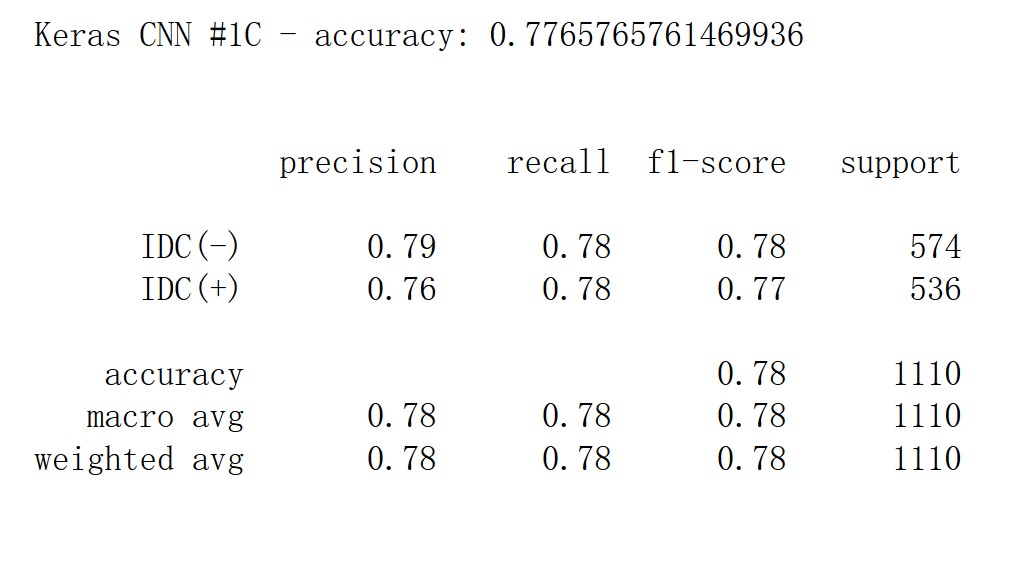 Keras CNN #1C - accuracy: 0.7765765761469936
precision recall f1-score support
IDC(-) 0.79 0.78 0.78 574
IDC(+) 0.76 0.78 0.77 536
accuracy 0.78 1110
macro avg 0.78 0.78 0.78 1110
weighted avg 0.78 0.78 0.78 1110